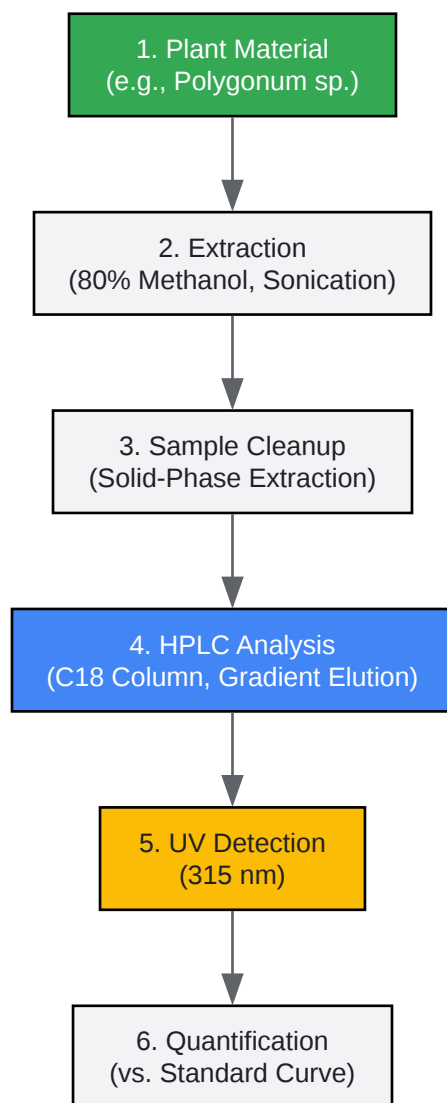 1. Plant Material
(e.g., Polygonum sp.)
2. Extraction
(80% Methanol, Sonication)
3. Sample Cleanup
(Solid-Phase Extraction)
4. HPLC Analysis
(C18 Column, Gradient Elution)
5. UV Detection
(315 nm)
6. Quantification
(vs. Standard Curve)